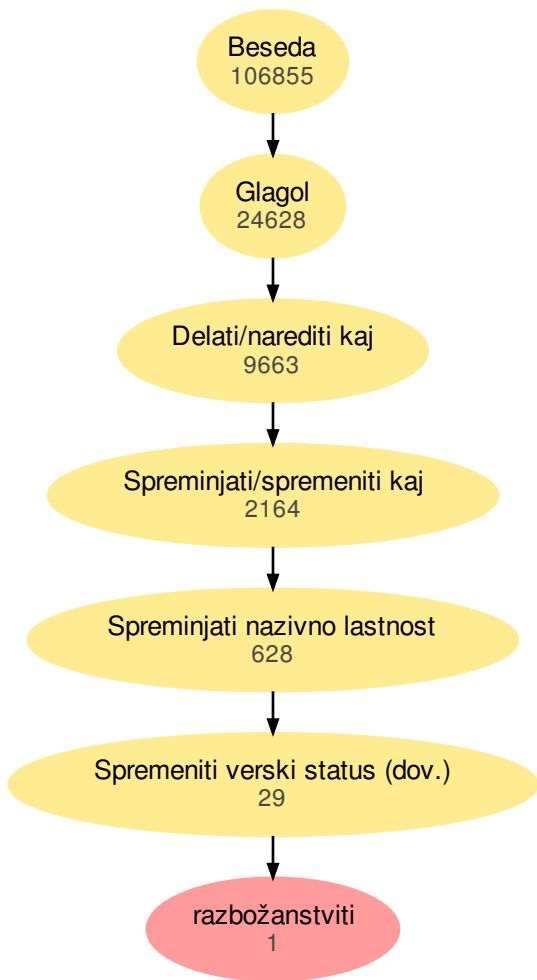 Beseda
106855
Glagol
24628
Delati/narediti kaj
9663
Spreminjati/spremeniti kaj
2164
Spreminjati nazivno lastnost
628
Spremeniti verski status (dov.)
29
razbožanstviti
1